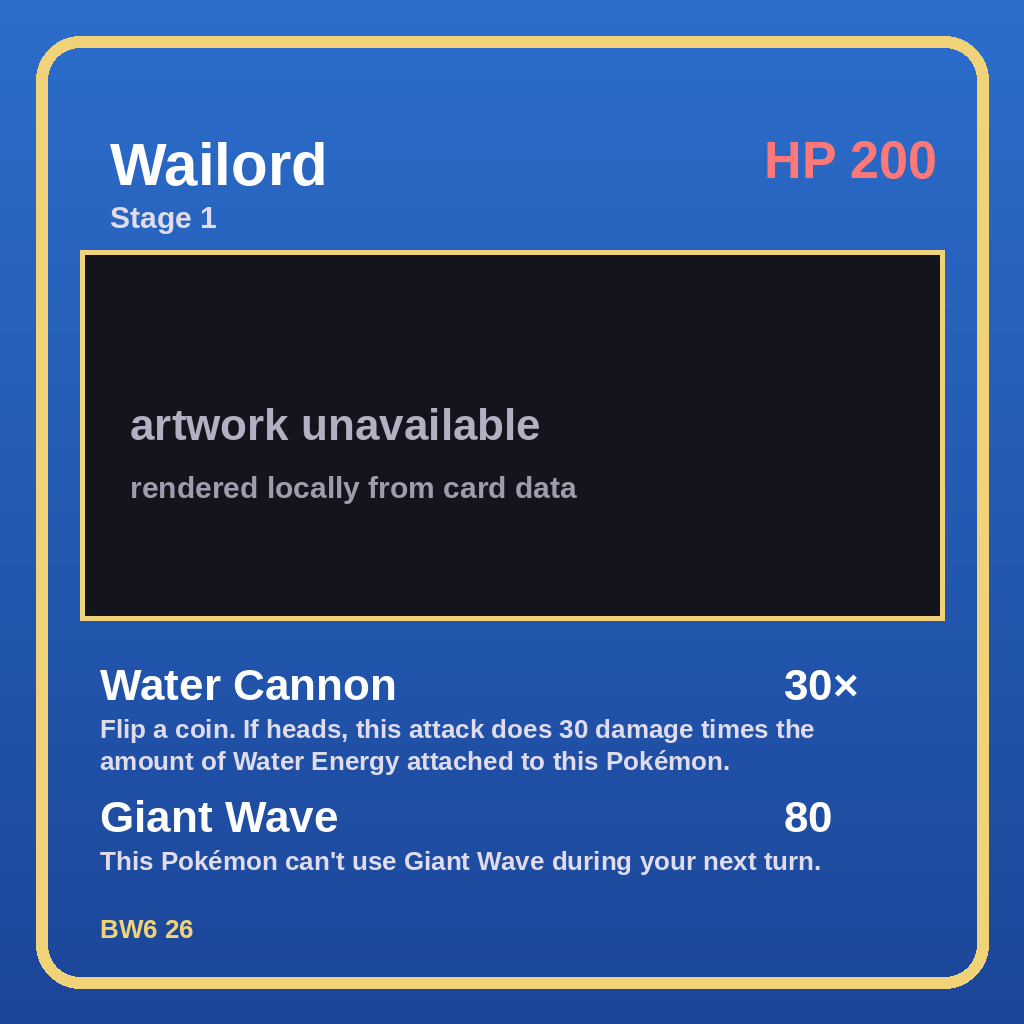 Wailord
HP 200
Stage 1
artwork unavailable
rendered locally from card data
Water Cannon
30×
Flip a coin. If heads, this attack does 30 damage times the
amount of Water Energy attached to this Pokémon.
Giant Wave
80
This Pokémon can't use Giant Wave during your next turn.
BW6 26